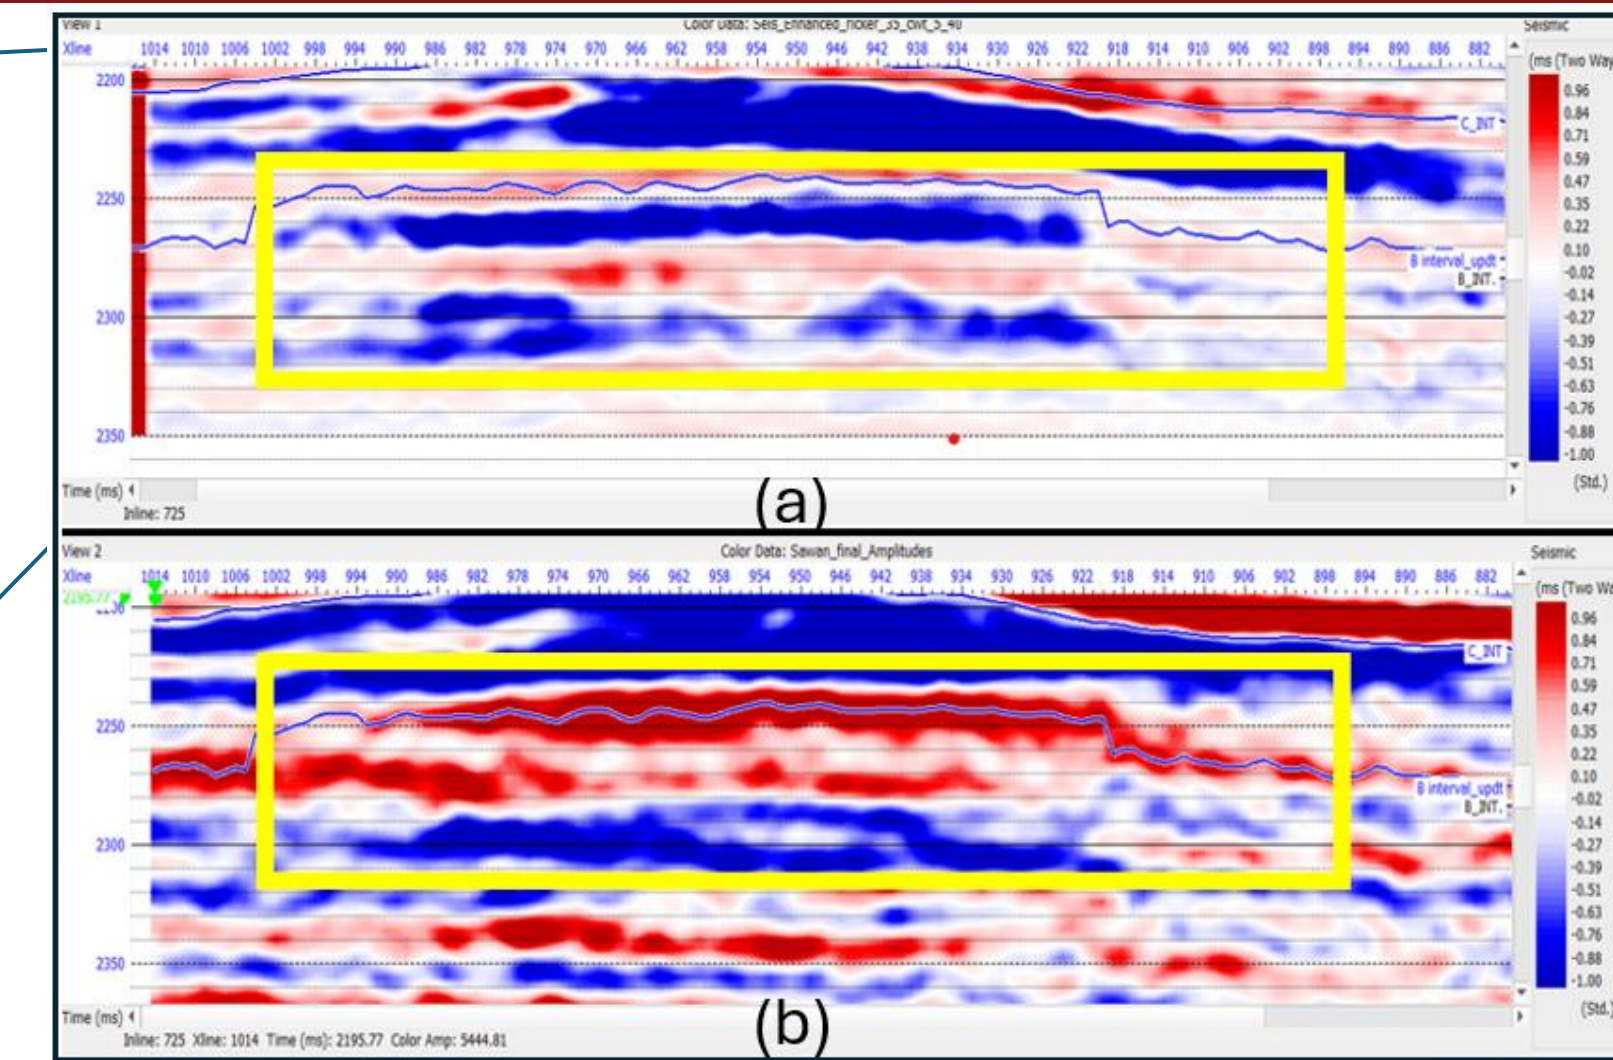 View 1
Color Data: Seis_Enhanced_ricker_35_cwt_5_40
Seismic
Xline 1014 1010 1006 1002 998 994 990 986 982 978 974 970 966 962 958 954 950 946 942 938 934 930 926 922 918 914 910 906 902 898 894 890 886 882
(ms (Two Way
2200
2250
2300
2350
C_INT
B interval_updt
B_INT.
0.96
0.84
0.71
0.59
0.47
0.35
0.22
0.10
-0.02
-0.14
-0.27
-0.39
-0.51
-0.63
-0.76
-0.88
-1.00
(Std.)
Time (ms)
(a)
Inline: 725
View 2
Color Data: Sawan_final_Amplitudes
Seismic
Xline 1014 1010 1006 1002 998 994 990 986 982 978 974 970 966 962 958 954 950 946 942 938 934 930 926 922 918 914 910 906 902 898 894 890 886 882
(ms (Two Wa
2195.77
2250
2300
2350
C_INT
B interval_updt
B_INT.
0.96
0.84
0.71
0.59
0.47
0.35
0.22
0.10
-0.02
-0.14
-0.27
-0.39
-0.51
-0.63
-0.76
-0.88
-1.00
(Std.)
Time (ms)
(b)
Inline: 725 Xline: 1014 Time (ms): 2195.77 Color Amp: 5444.81